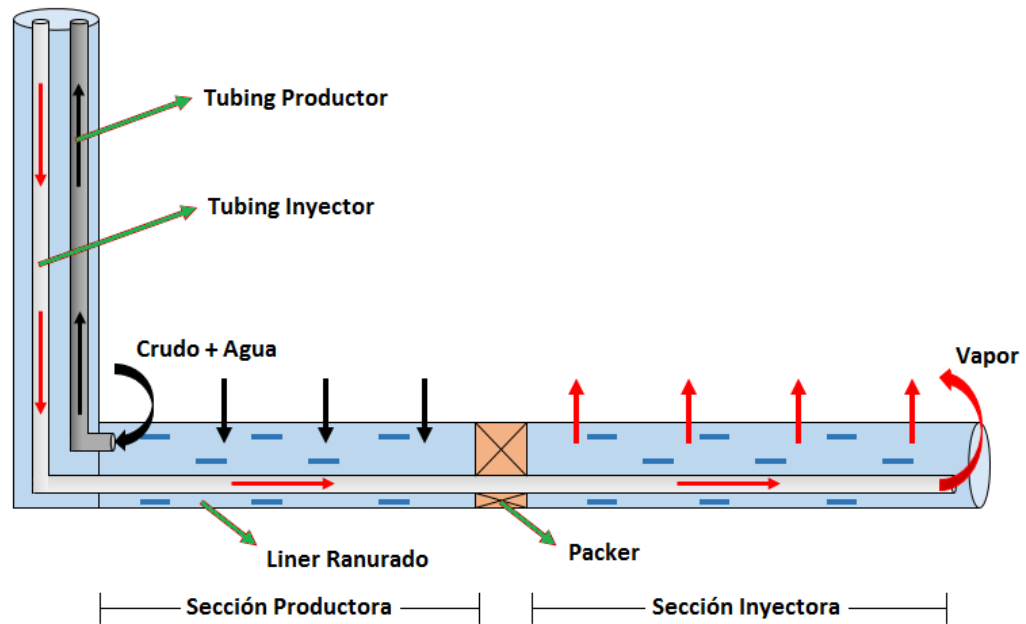 Tubing Productor
Tubing Inyector
Crudo + Agua
Vapor
Liner Ranurado
Packer
Sección Productora
Sección Inyectora